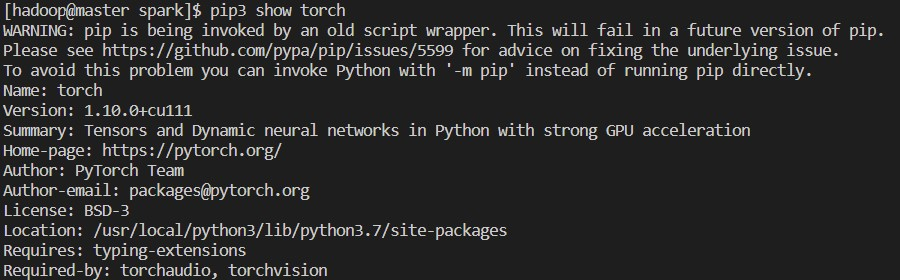 [hadoop@master spark]$ pip3 show torch
WARNING: pip is being invoked by an old script wrapper. This will fail in a future version of pip.
Please see https://github.com/pypa/pip/issues/5599 for advice on fixing the underlying issue.
To avoid this problem you can invoke Python with '-m pip' instead of running pip directly.
Name: torch
Version: 1.10.0+cu111
Summary: Tensors and Dynamic neural networks in Python with strong GPU acceleration
Home-page: https://pytorch.org/
Author: PyTorch Team
Author-email: packages@pytorch.org
License: BSD-3
Location: /usr/local/python3/lib/python3.7/site-packages
Requires: typing-extensions
Required-by: torchaudio, torchvision